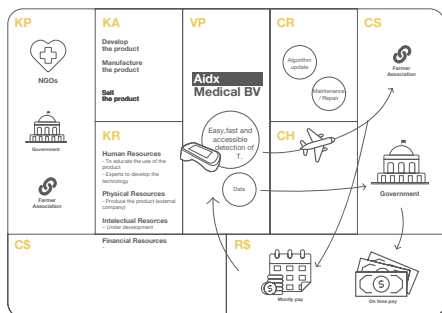 KP
NGOs
Government
Farmer
Association
KA
Develop
the product
Manufacture
the product
Sell
the product
KR
Human Resources
- To educate the use of the
product
- Experts to develop the
technology
Physical Resources
- Produce the product (external
company)
Intelectual Resorces
- Under development
Financial Resources
-
VP
Aidx
Medical BV
Easy,fast and
accessible
detection of
T.
Data
CR
Algorithm
update
Maintenance
/ Repair
CH
CS
Farmer
Association
Government
C$
R$
Montly pay
On time pay